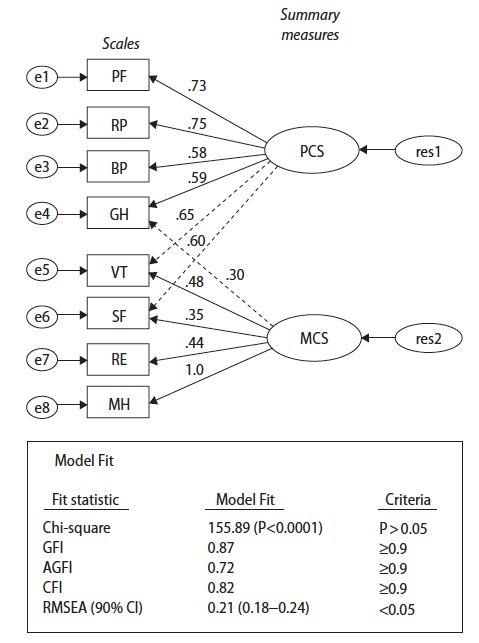 Summary
measures
Scales
e1 PF .73
e2 RP .75
.58 PCS res1
e3 BP
.59
e4 GH .65
.60
e5 VT .30
.48
e6 SF .35
MCS res2
.44
e7 RE
1.0
e8 MH
Model Fit
Fit statistic Model Fit Criteria
Chi-square 155.89 (P<0.0001) P>0.05
GFI 0.87 ≥0.9
AGFI 0.72 ≥0.9
CFI 0.82 ≥0.9
RMSEA (90% CI) 0.21 (0.18–0.24) <0.05